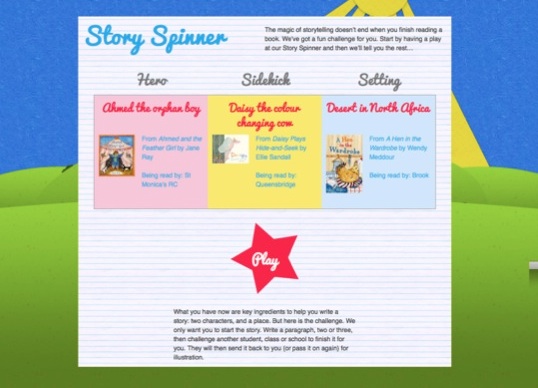 Story Spinner
The magic of storytelling doesn't end when you finish reading a
book. We've got a fun challenge for you. Start by having a play
at our Story Spinner and then we'll tell you the rest...
Hero
Sidekick
Setting
Ahmed the orphan boy
From Ahmed and the
Feather Girl by Jane
Ray
Being read by: St
Monica's RC
Daisy the colour
changing cow
From Daisy Plays
Hide-and-Seek by
Ellie Sandall
Being read by:
Queensbridge
Desert in North Africa
A Hen
in the
Wardrobe
From A Hen in the
Wardrobe by Wendy
Meddour
Being read by: Brook
Play
What you have now are key ingredients to help you write a
story: two characters, and a place. But here is the challenge. We
only want you to start the story. Write a paragraph, two or three,
then challenge another student, class or school to finish it for
you. They will then send it back to you (or pass it on again) for
illustration.